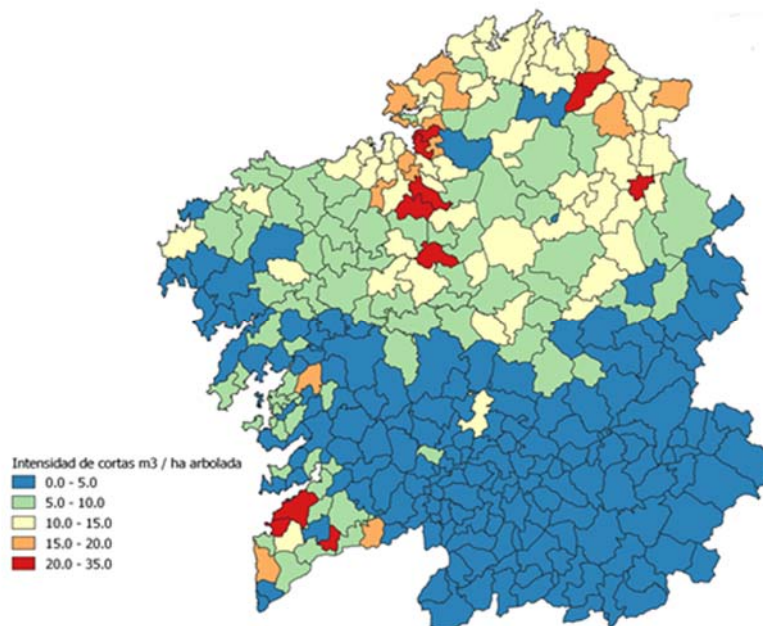 Intensidad de cortas m3 / ha arbolada
0.0 - 5.0
5.0 - 10.0
10.0 - 15.0
15.0 - 20.0
20.0 - 35.0